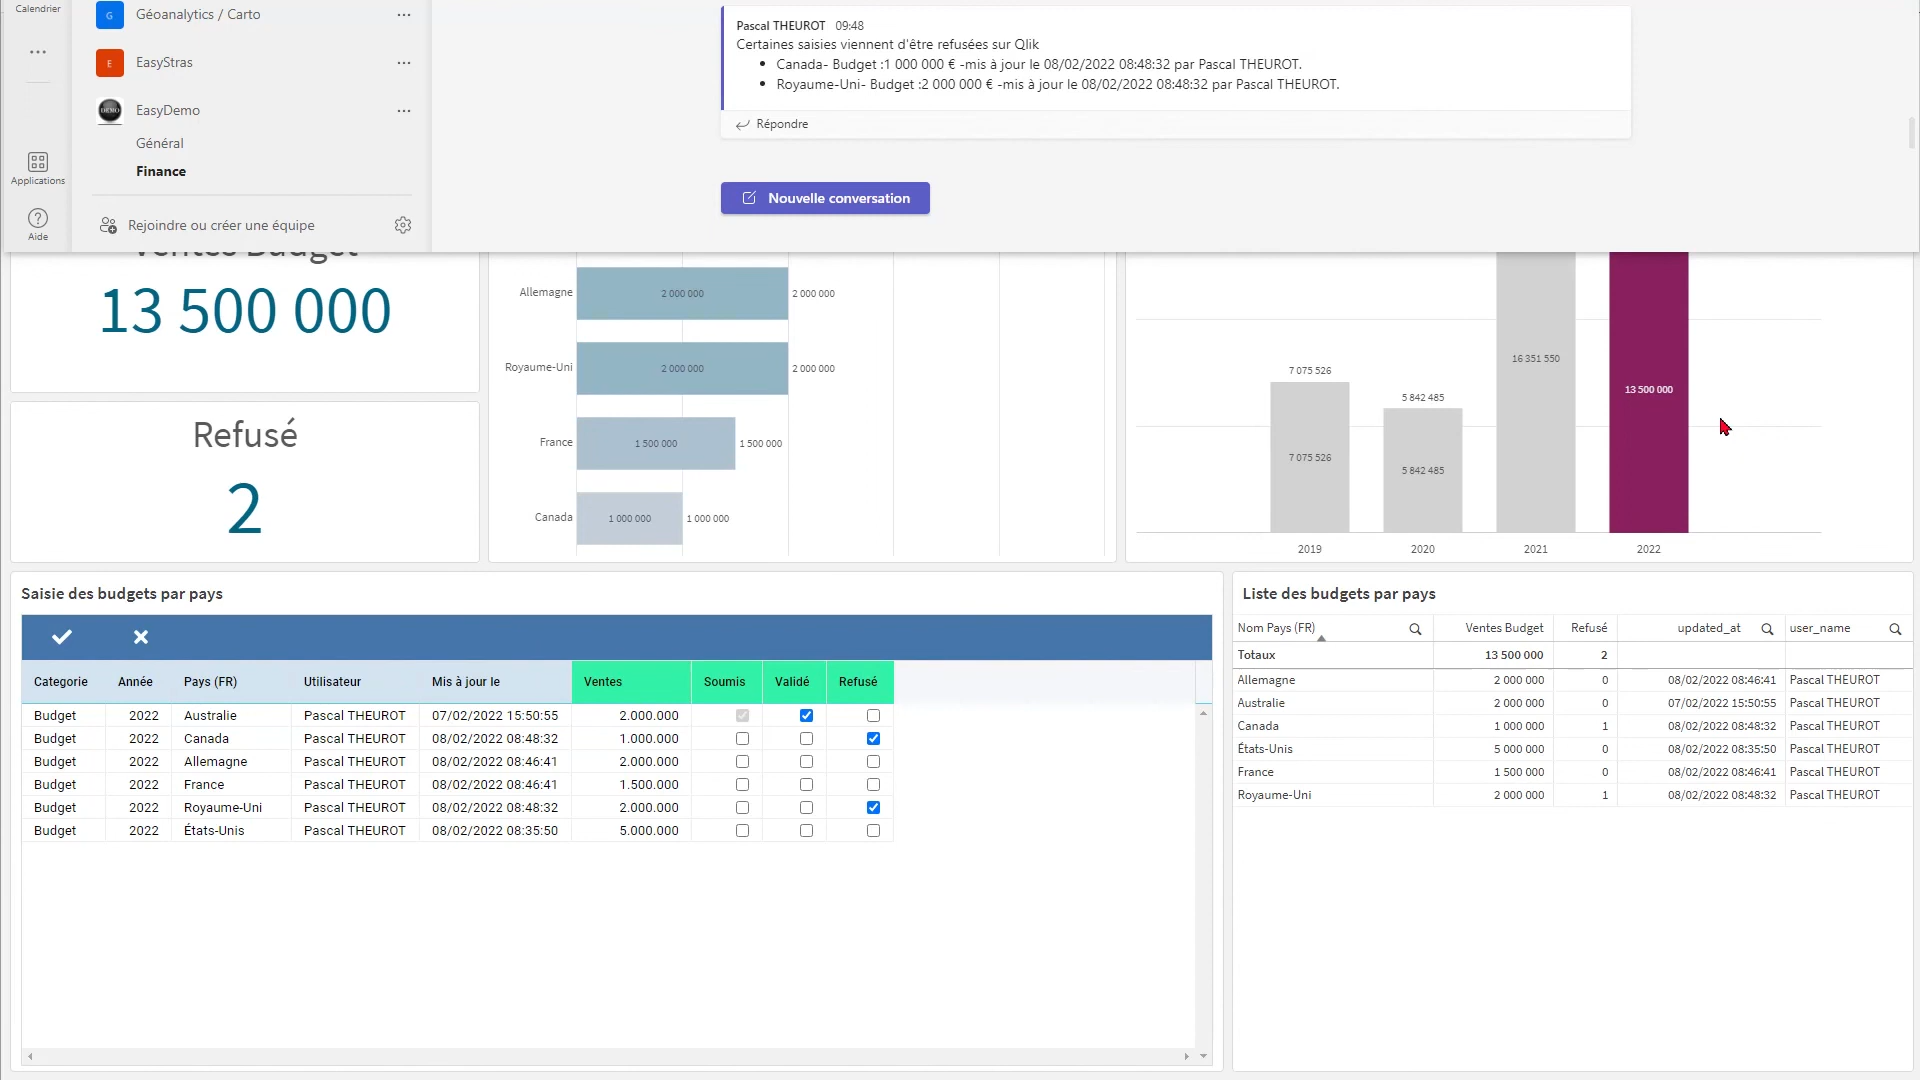 Calendrier
G
Géoanalytics / Carto
...
...
E
EasyStras
...
DEMO
EasyDemo
...
Général
Finance
Applications
Rejoindre ou créer une équipe
Aide
Pascal THEUROT 09:48
Certaines saisies viennent d'être refusées sur Qlik
• Canada- Budget :1 000 000 € -mis à jour le 08/02/2022 08:48:32 par Pascal THEUROT.
• Royaume-Uni- Budget :2 000 000 € -mis à jour le 08/02/2022 08:48:32 par Pascal THEUROT.
Répondre
Nouvelle conversation
Ventes Budget
13 500 000
Refusé
2
Allemagne 2 000 000 2 000 000
Royaume-Uni 2 000 000 2 000 000
France 1 500 000 1 500 000
Canada 1 000 000 1 000 000
16 351 550
7 075 526
13 500 000
5 842 485
7 075 526
5 842 485
2019 2020 2021 2022
Saisie des budgets par pays
Categorie Année Pays (FR) Utilisateur Mis à jour le Ventes Soumis Validé Refusé
Budget 2022 Australie Pascal THEUROT 07/02/2022 15:50:55 2.000.000
Budget 2022 Canada Pascal THEUROT 08/02/2022 08:48:32 1.000.000
Budget 2022 Allemagne Pascal THEUROT 08/02/2022 08:46:41 2.000.000
Budget 2022 France Pascal THEUROT 08/02/2022 08:46:41 1.500.000
Budget 2022 Royaume-Uni Pascal THEUROT 08/02/2022 08:48:32 2.000.000
Budget 2022 États-Unis Pascal THEUROT 08/02/2022 08:35:50 5.000.000
Liste des budgets par pays
Nom Pays (FR) Ventes Budget Refusé updated_at user_name
Totaux 13 500 000 2
Allemagne 2 000 000 0 08/02/2022 08:46:41 Pascal THEUROT
Australie 2 000 000 0 07/02/2022 15:50:55 Pascal THEUROT
Canada 1 000 000 1 08/02/2022 08:48:32 Pascal THEUROT
États-Unis 5 000 000 0 08/02/2022 08:35:50 Pascal THEUROT
France 1 500 000 0 08/02/2022 08:46:41 Pascal THEUROT
Royaume-Uni 2 000 000 1 08/02/2022 08:48:32 Pascal THEUROT